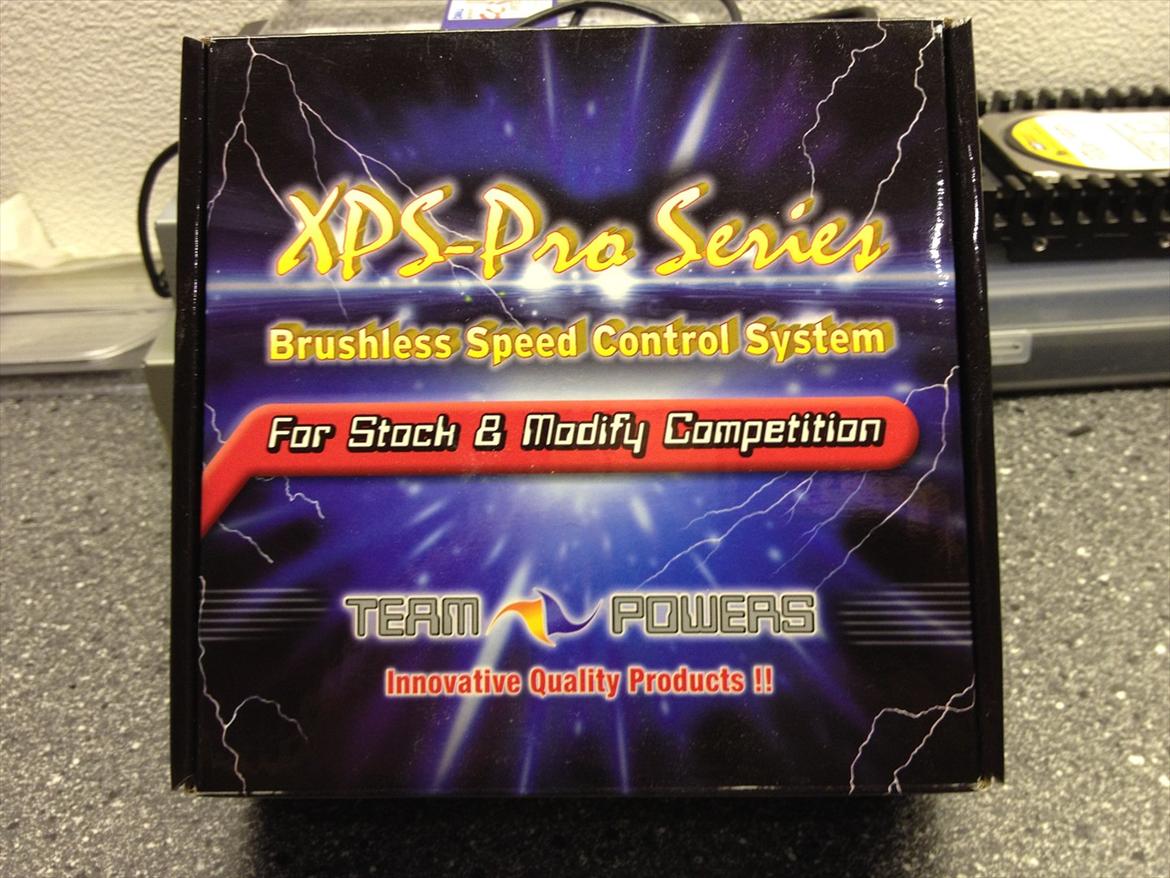 XPS-Pro Series
Brushless Speed Control System
For Stock & Modify Competition
TEAM POWERS
Innovative Quality Products !!